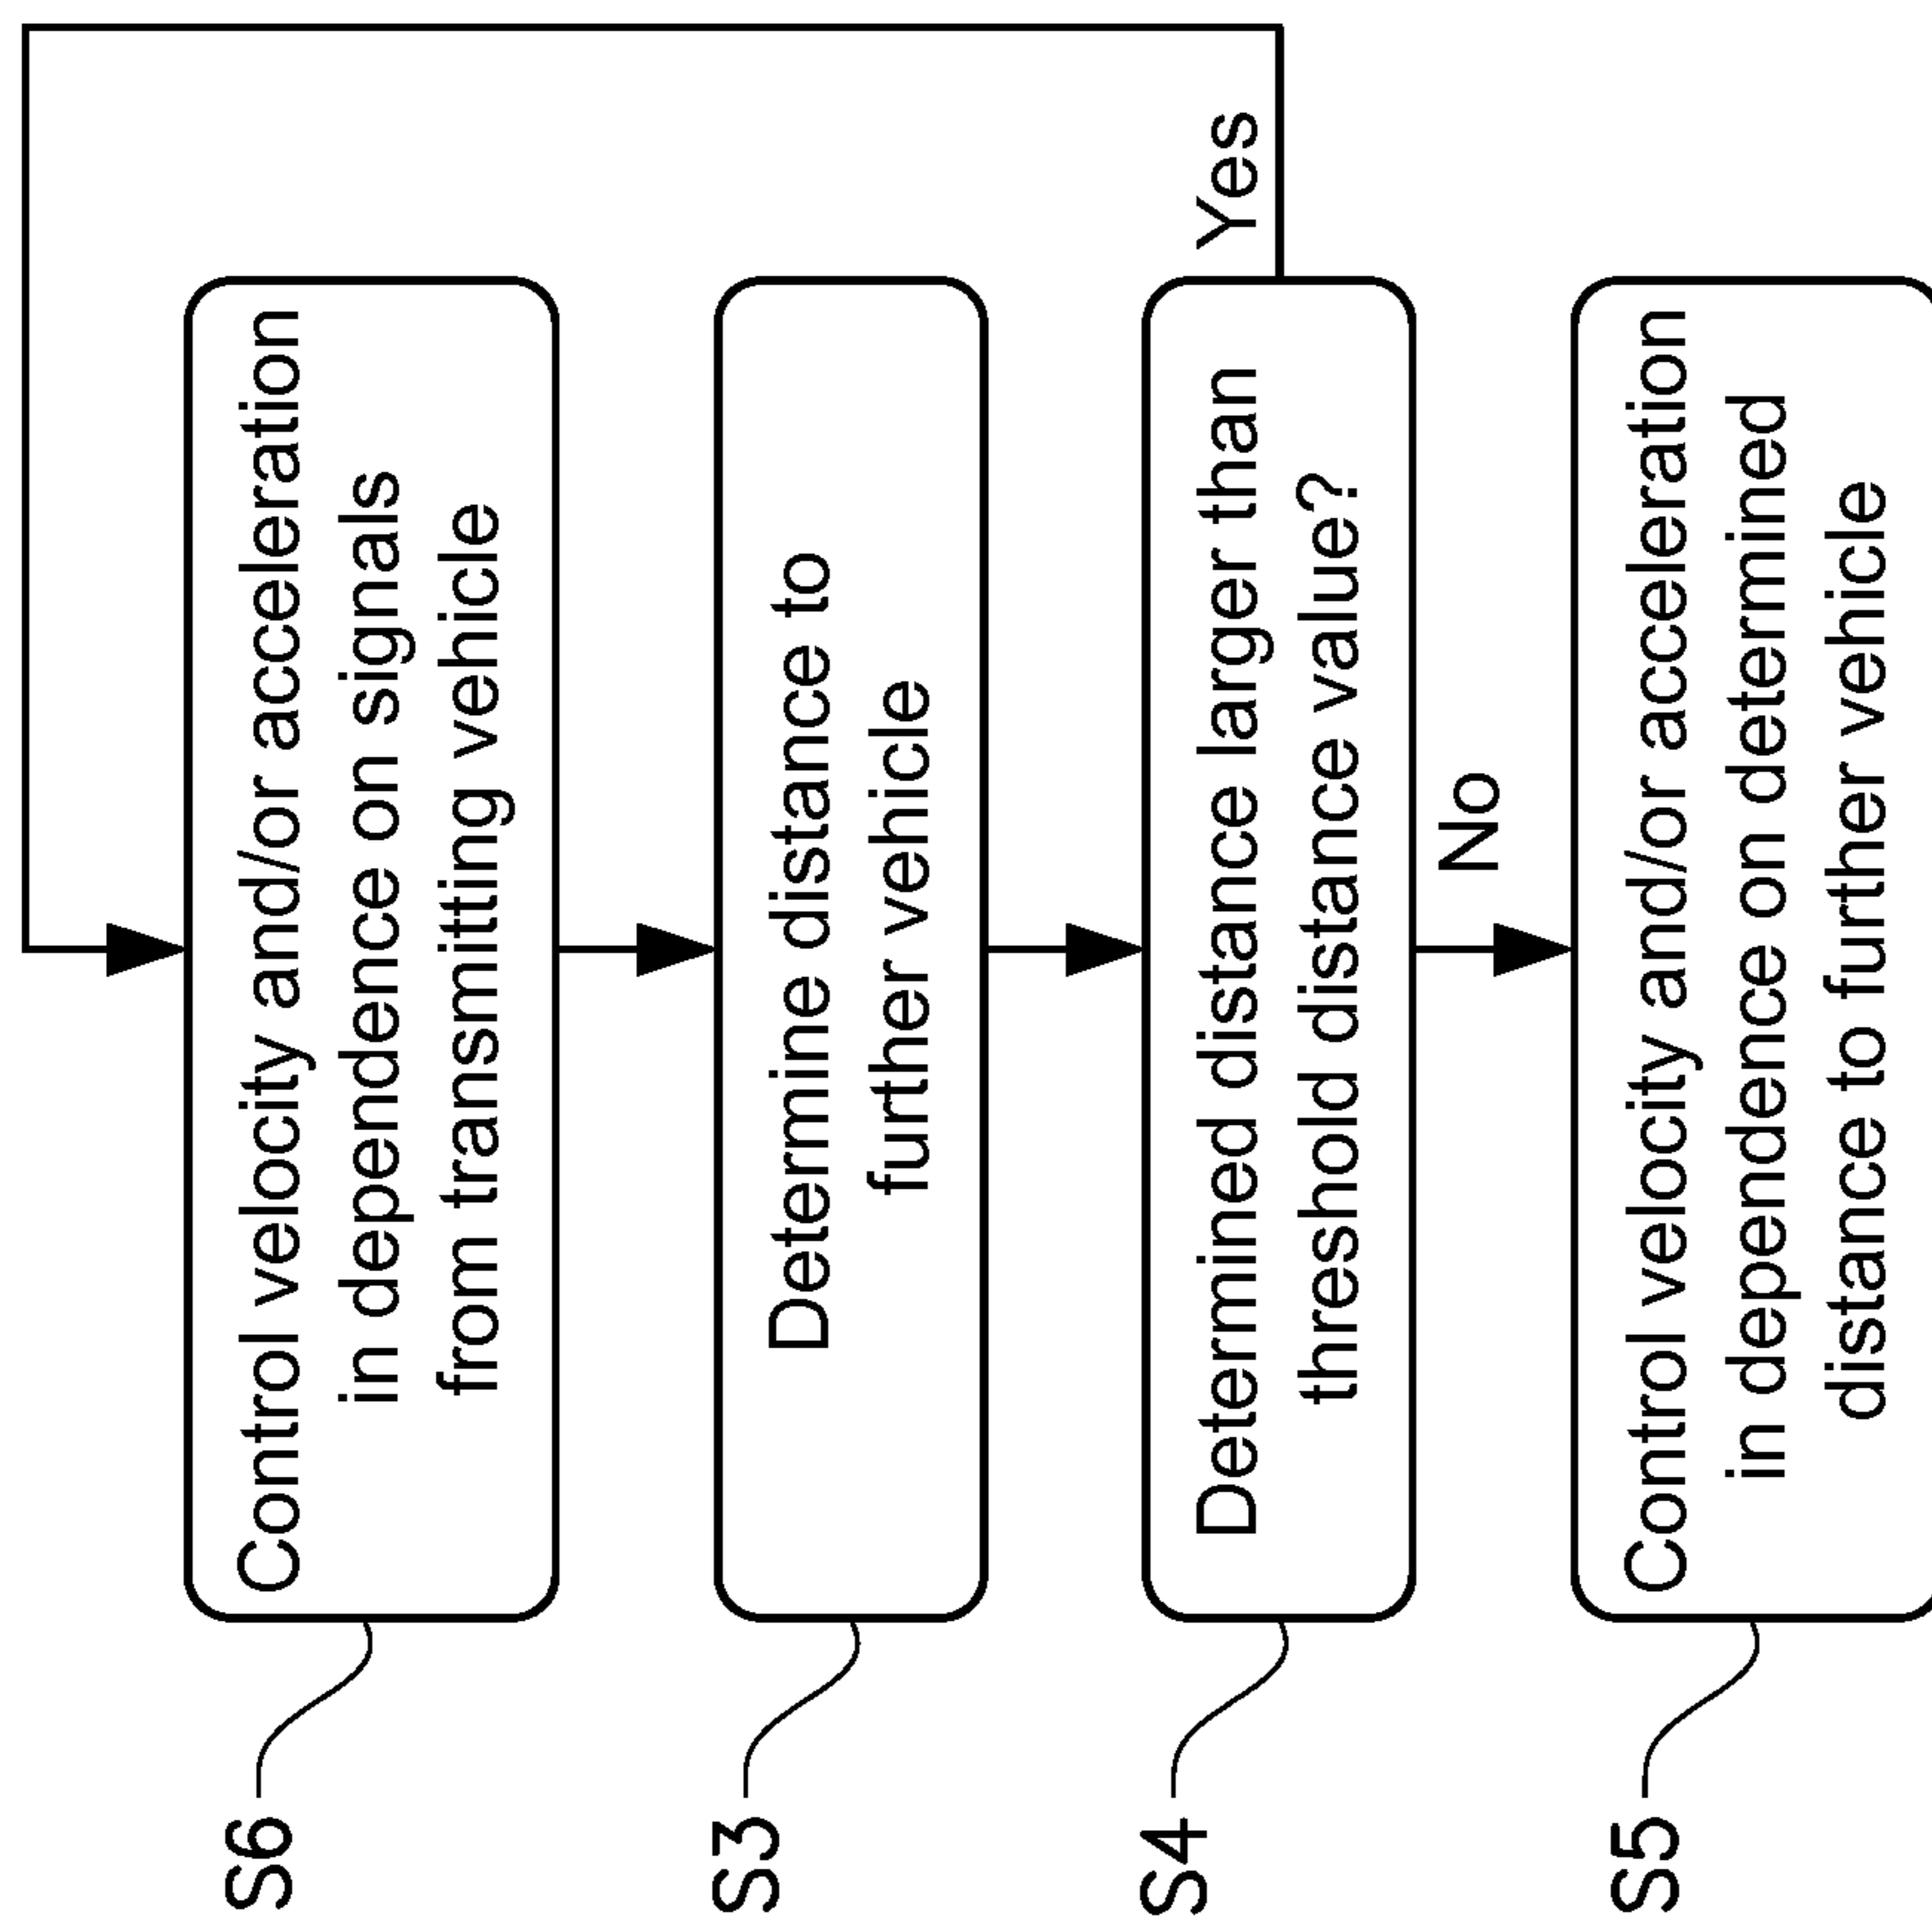 S6
Control velocity and/or acceleration
in dependence on signals
from transmitting vehicle
S3
Determine distance to
further vehicle
S4
Determined distance larger than
threshold distance value?
Yes
No
S5
Control velocity and/or acceleration
in dependence on determined
distance to further vehicle